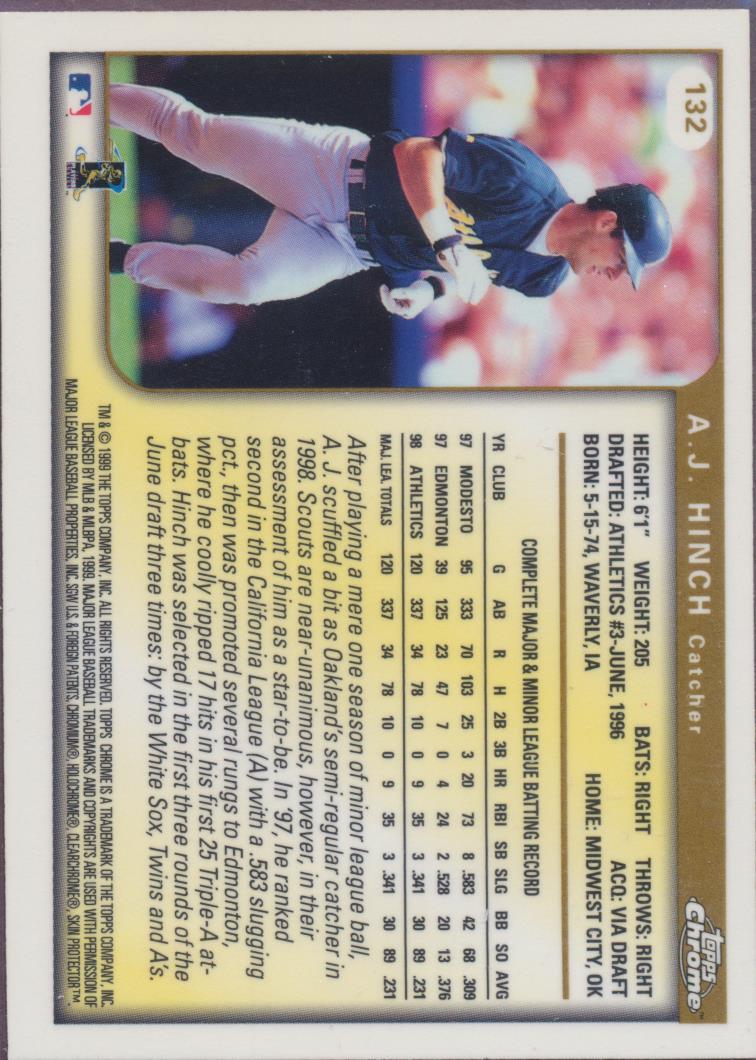 132
A.J. HINCH Catcher
topps Chrome™
HEIGHT: 6'1" WEIGHT: 205 BATS: RIGHT THROWS: RIGHT
DRAFTED: ATHLETICS #3-JUNE, 1996 ACQ: VIA DRAFT
BORN: 5-15-74, WAVERLY, IA HOME: MIDWEST CITY, OK
COMPLETE MAJOR & MINOR LEAGUE BATTING RECORD
YR CLUB G AB R H 2B 3B HR RBI SB SLG BB SO AVG
97 MODESTO 95 333 70 103 25 3 20 73 8 .583 42 68 .309
97 EDMONTON 39 125 23 47 7 0 4 24 2 .528 20 13 .376
98 ATHLETICS 120 337 34 78 10 0 9 35 3 .341 30 89 .231
MAJ. LEA. TOTALS 120 337 34 78 10 0 9 35 3 .341 30 89 .231
After playing a mere one season of minor league ball,
A. J. scuffled a bit as Oakland's semi-regular catcher in
1998. Scouts are near-unanimous, however, in their
assessment of him as a star-to-be. In '97, he ranked
second in the California League (A) with a .583 slugging
pct., then was promoted several rungs to Edmonton,
where he coolly ripped 17 hits in his first 25 Triple-A at-
bats. Hinch was selected in the first three rounds of the
June draft three times: by the White Sox, Twins and A's.
TM & © 1999 THE TOPPS COMPANY, INC. ALL RIGHTS RESERVED. TOPPS CHROME IS A TRADEMARK OF THE TOPPS COMPANY, INC.
LICENSED BY MLB & MLBPA, 1999. MAJOR LEAGUE BASEBALL TRADEMARKS AND COPYRIGHTS ARE USED WITH PERMISSION OF
MAJOR LEAGUE BASEBALL PROPERTIES, INC. SGW U.S. & FOREIGN PATENTS, CHROMIUM®, HOLOCHROME®, CLEARCHROME®, SKIN PROTECTOR™.